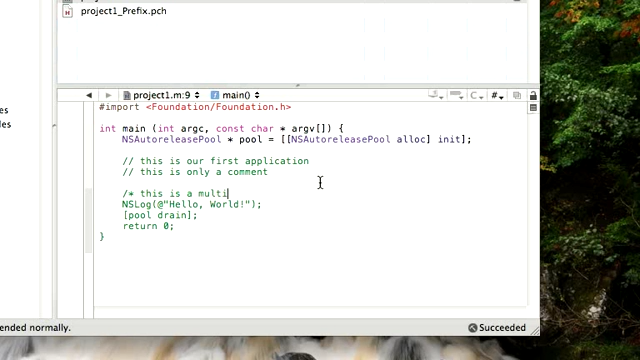 project1_Prefix.pch
project1.m:9 main() #
#import <Foundation/Foundation.h>
int main (int argc, const char * argv[]) {
NSAutoreleasePool * pool = [[NSAutoreleasePool alloc] init];
// this is our first application
// this is only a comment
/* this is a multi
NSLog(@"Hello, World!");
[pool drain];
return 0;
}
ended normally.
Succeeded